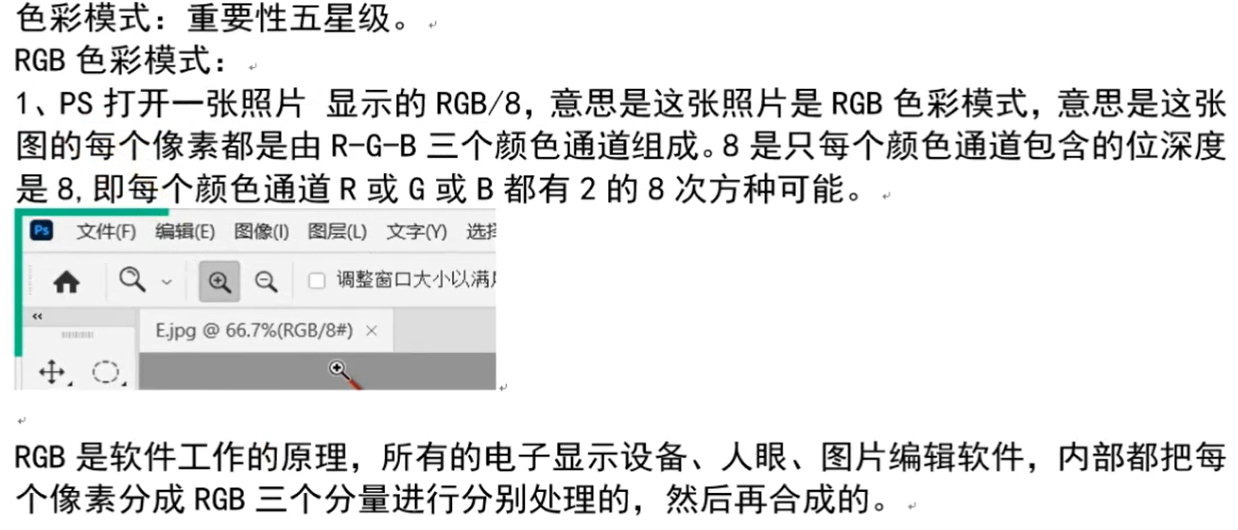 色彩模式：重要性五星级。
RGB 色彩模式：
1、PS 打开一张照片 显示的 RGB/8，意思是这张照片是 RGB 色彩模式，意思是这张
图的每个像素都是由 R-G-B 三个颜色通道组成。8 是只每个颜色通道包含的位深度
是 8, 即每个颜色通道 R 或 G 或 B 都有 2 的 8 次方种可能。
Ps 文件(F) 编辑(E) 图像(I) 图层(L) 文字(Y) 选择
调整窗口大小以满
E.jpg @ 66.7%(RGB/8#) ×
RGB 是软件工作的原理，所有的电子显示设备、人眼、图片编辑软件，内部都把每
个像素分成 RGB 三个分量进行分别处理的，然后再合成的。